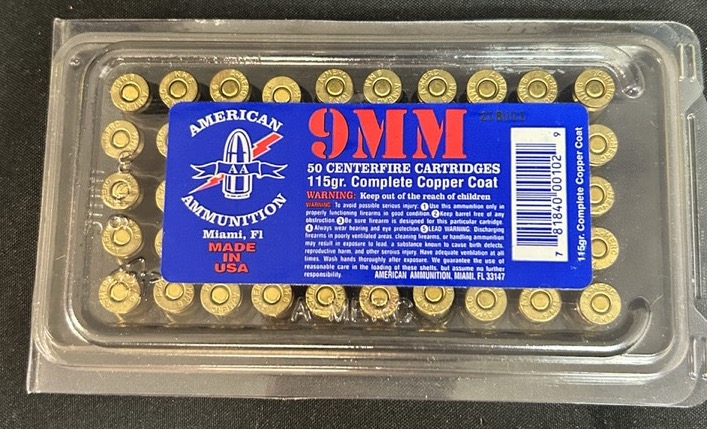 AMERICAN
AA
AMMUNITION
Miami, Fl
MADE
IN
USA
9MM
50 CENTERFIRE CARTRIDGES
115gr. Complete Copper Coat
WARNING: Keep out of the reach of children
WARNING: To avoid possible serious injury: 1 Use this ammunition only in
properly functioning firearms in good condition. 2 Keep barrel free of any
obstruction. 3 Be sure firearm is designed for this particular cartridge.
4 Always wear hearing and eye protection. 5 LEAD WARNING: Discharging
firearms in poorly ventilated areas, cleaning firearms, or handling ammunition
may result in exposure to lead, a substance known to cause birth defects,
reproductive harm, and other serious injury. Have adequate ventilation at all
times. Wash hands thoroughly after exposure. We guarantee the use of
reasonable care in the loading of these shells, but assume no further
responsibility. AMERICAN AMMUNITION, MIAMI, FL 33147
7 81840 00102 9
115gr. Complete Copper Coat